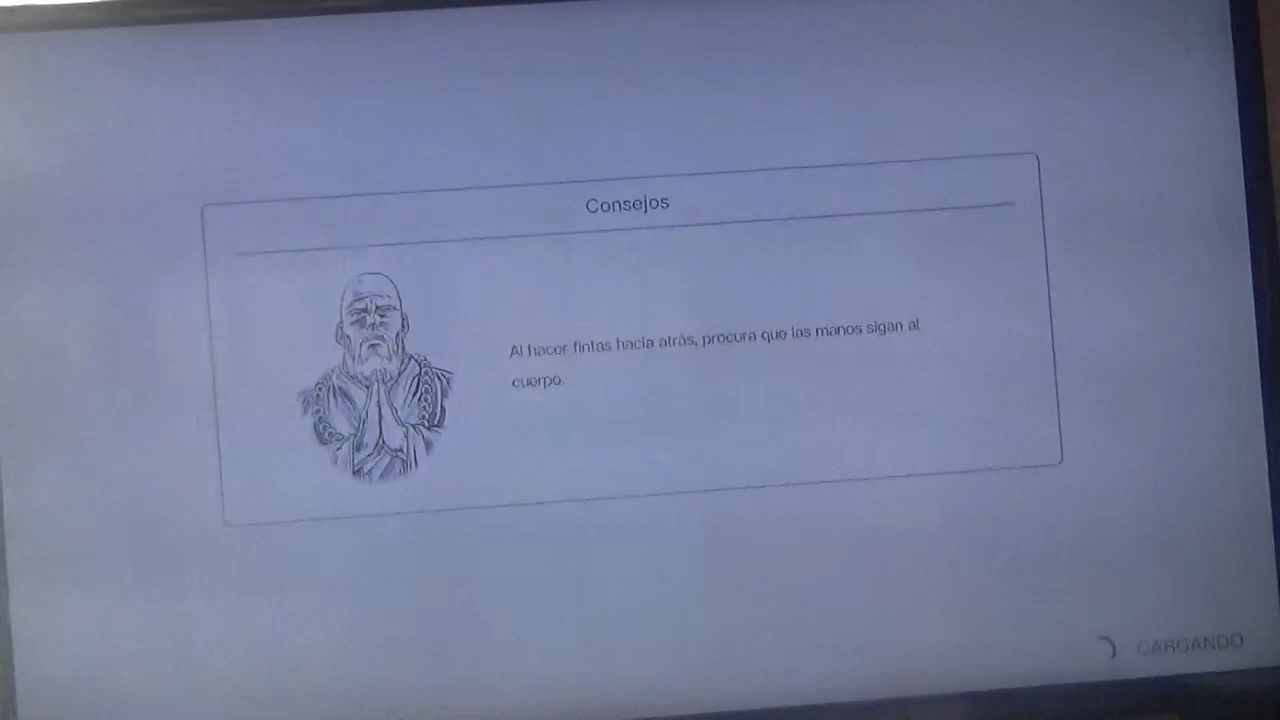 Consejos
Al hacer fintas hacia atrás, procura que las manos sigan al
cuerpo.
CARGANDO